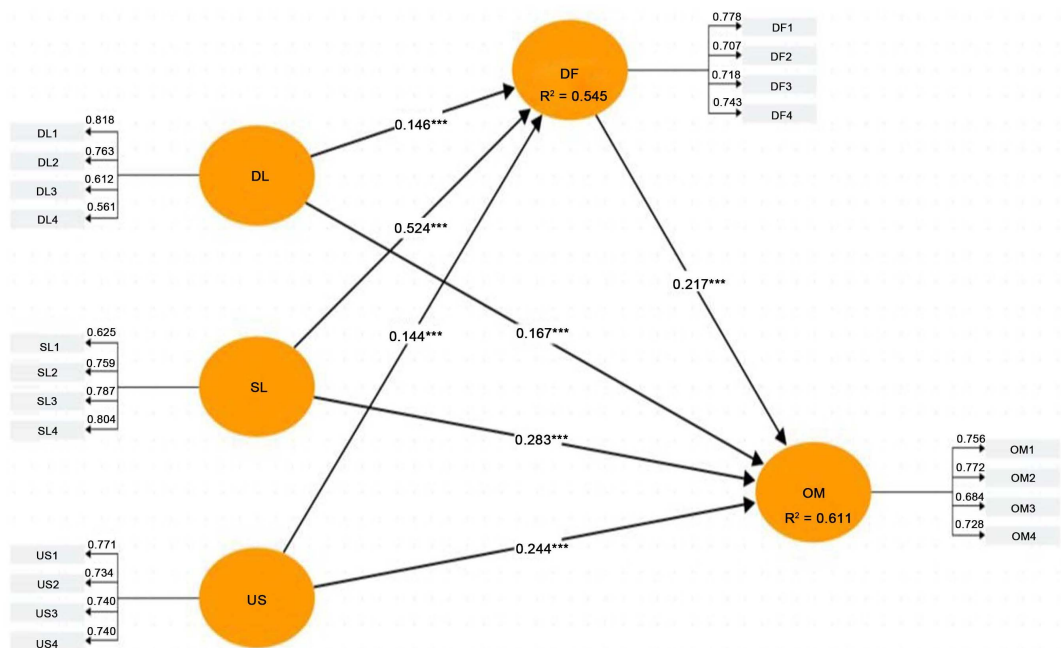 0.778
DF1
0.707
DF2
0.718
DF3
0.743
DF4
DF
R² = 0.545
0.818
DL1
0.763
DL2
0.612
DL3
0.561
DL4
DL
0.146***
0.524***
0.217***
0.167***
0.144***
0.625
SL1
0.759
SL2
0.787
SL3
0.804
SL4
SL
0.283***
0.756
OM1
0.772
OM2
0.684
OM3
0.728
OM4
OM
R² = 0.611
0.244***
0.771
US1
0.734
US2
0.740
US3
0.740
US4
US